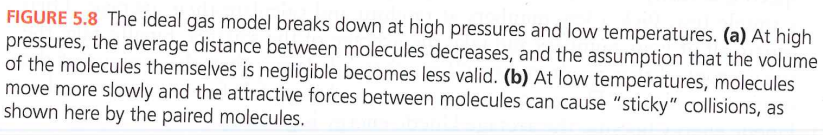 FIGURE 5.8 The ideal gas model breaks down at high pressures and low temperatures. (a) At high
pressures, the average distance between molecules decreases, and the assumption that the volume
of the molecules themselves is negligible becomes less valid. (b) At low temperatures, molecules
move more slowly and the attractive forces between molecules can cause “sticky” collisions, as
shown here by the paired molecules.